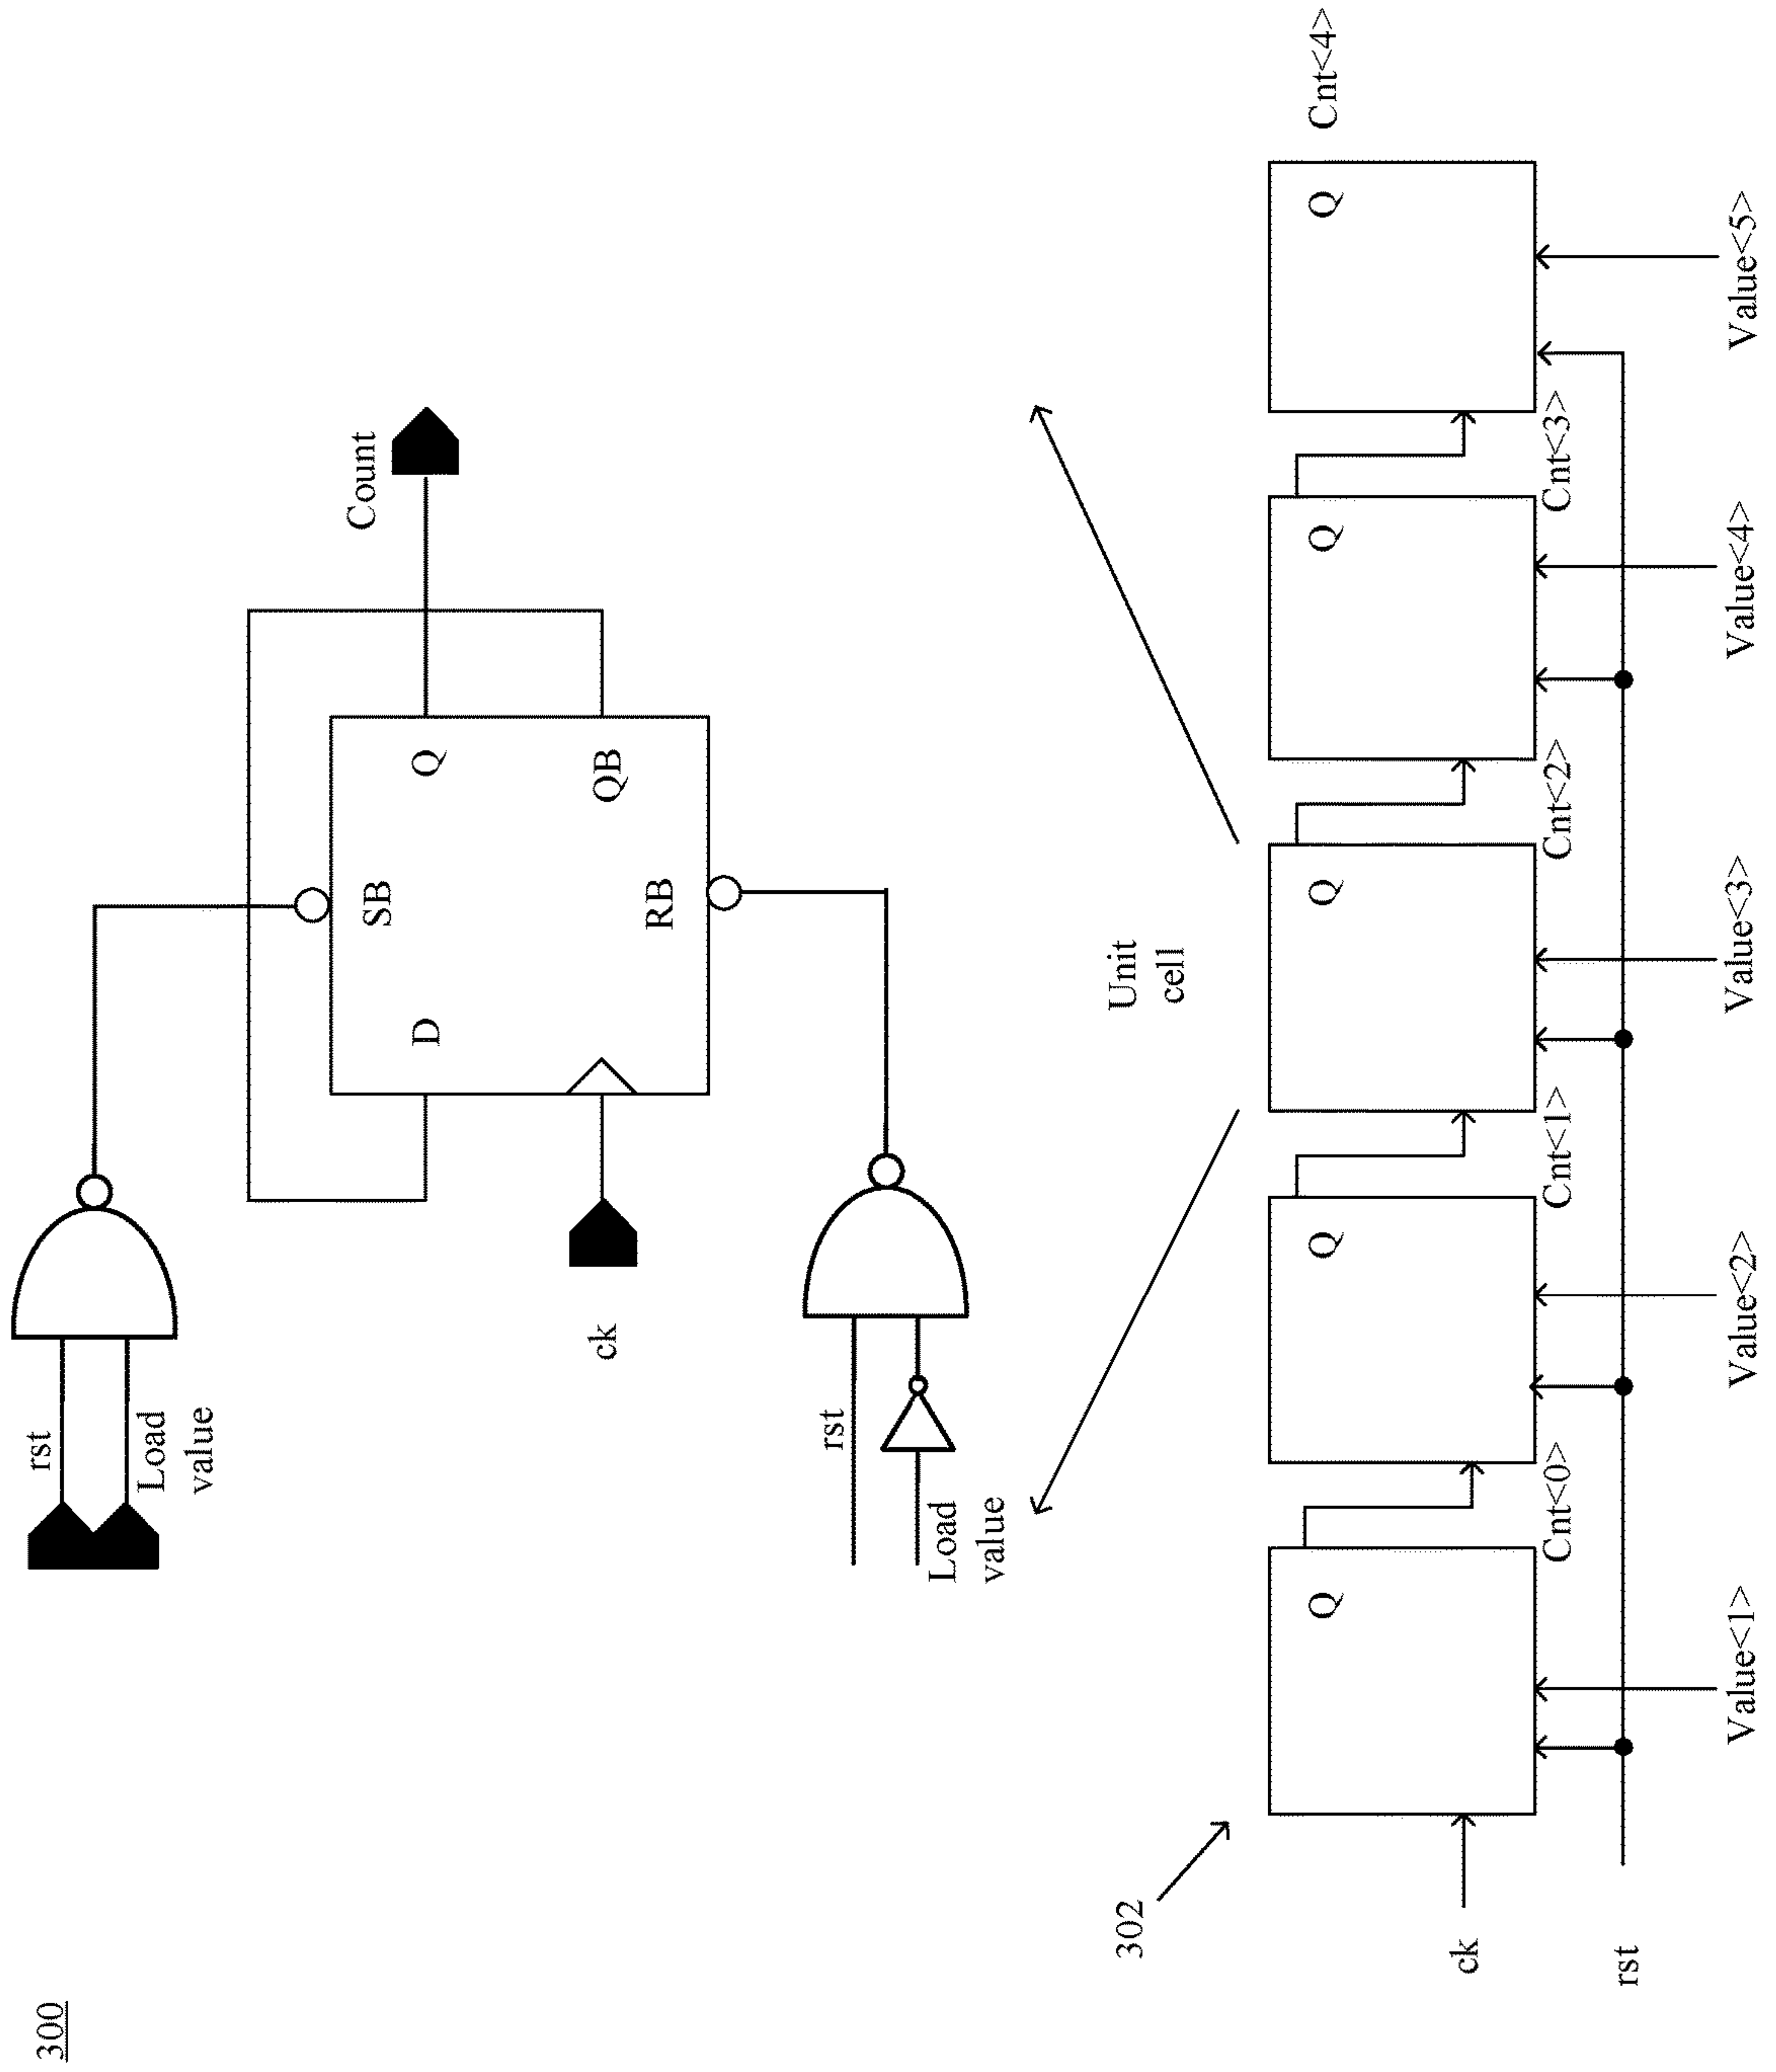 300
rst
Load
value
Count
SB
D
Q
QB
RB
ck
rst
Load
value
Unit
cell
302
Q
Q
Q
Q
Q
Cnt<4>
ck
Cnt<0>
Cnt<1>
Cnt<2>
Cnt<3>
rst
Value<1>
Value<2>
Value<3>
Value<4>
Value<5>